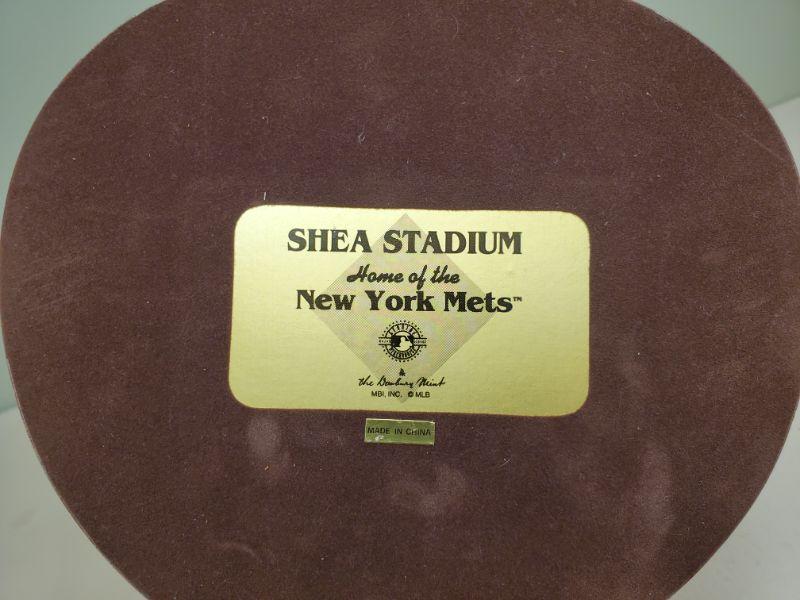 SHEA STADIUM
Home of the
New York Mets™
the Danbury Mint
MBI, INC. © MLB
MADE IN CHINA